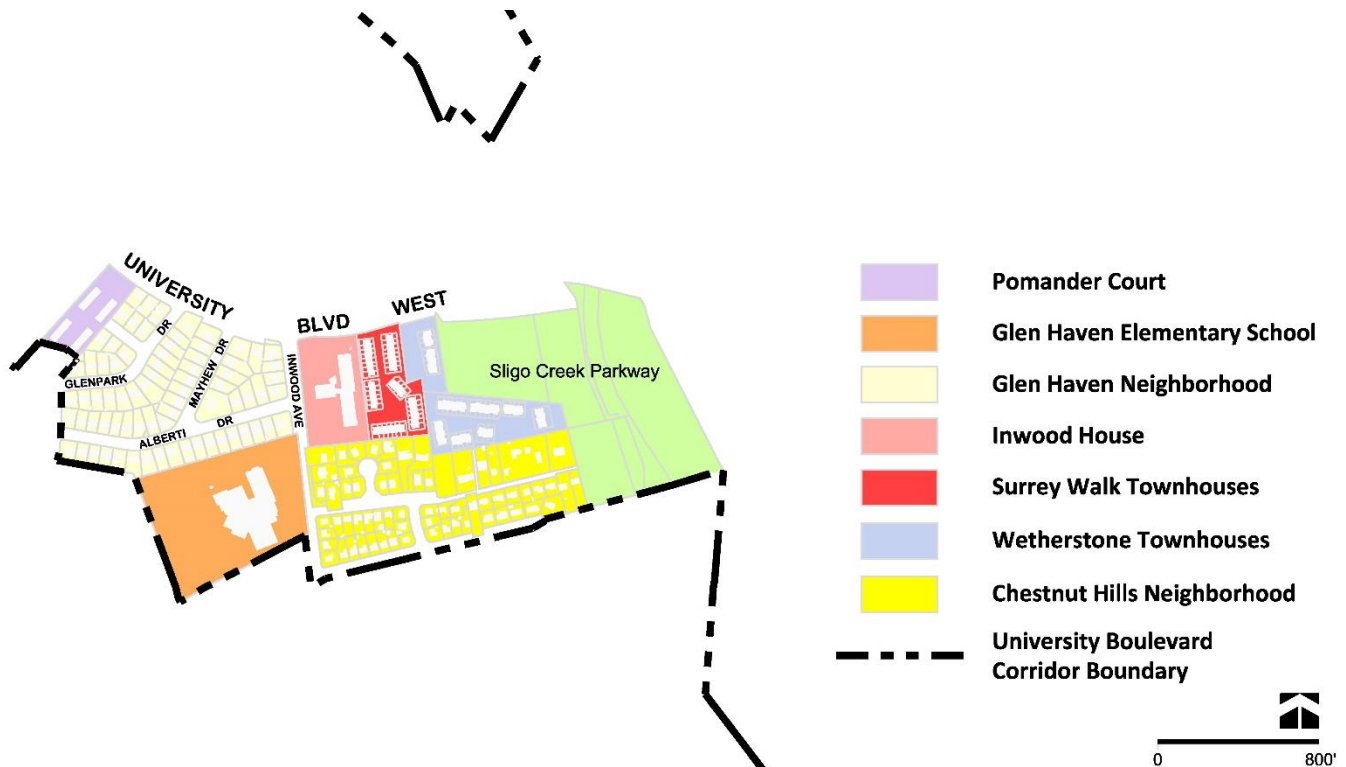 UNIVERSITY
BLVD
WEST
GLENPARK
DR
MAYHEW DR
ALBERTI DR
INWOOD AVE
Sligo Creek Parkway
Pomander Court
Glen Haven Elementary School
Glen Haven Neighborhood
Inwood House
Surrey Walk Townhouses
Wetherstone Townhouses
Chestnut Hills Neighborhood
University Boulevard
Corridor Boundary
0 800'